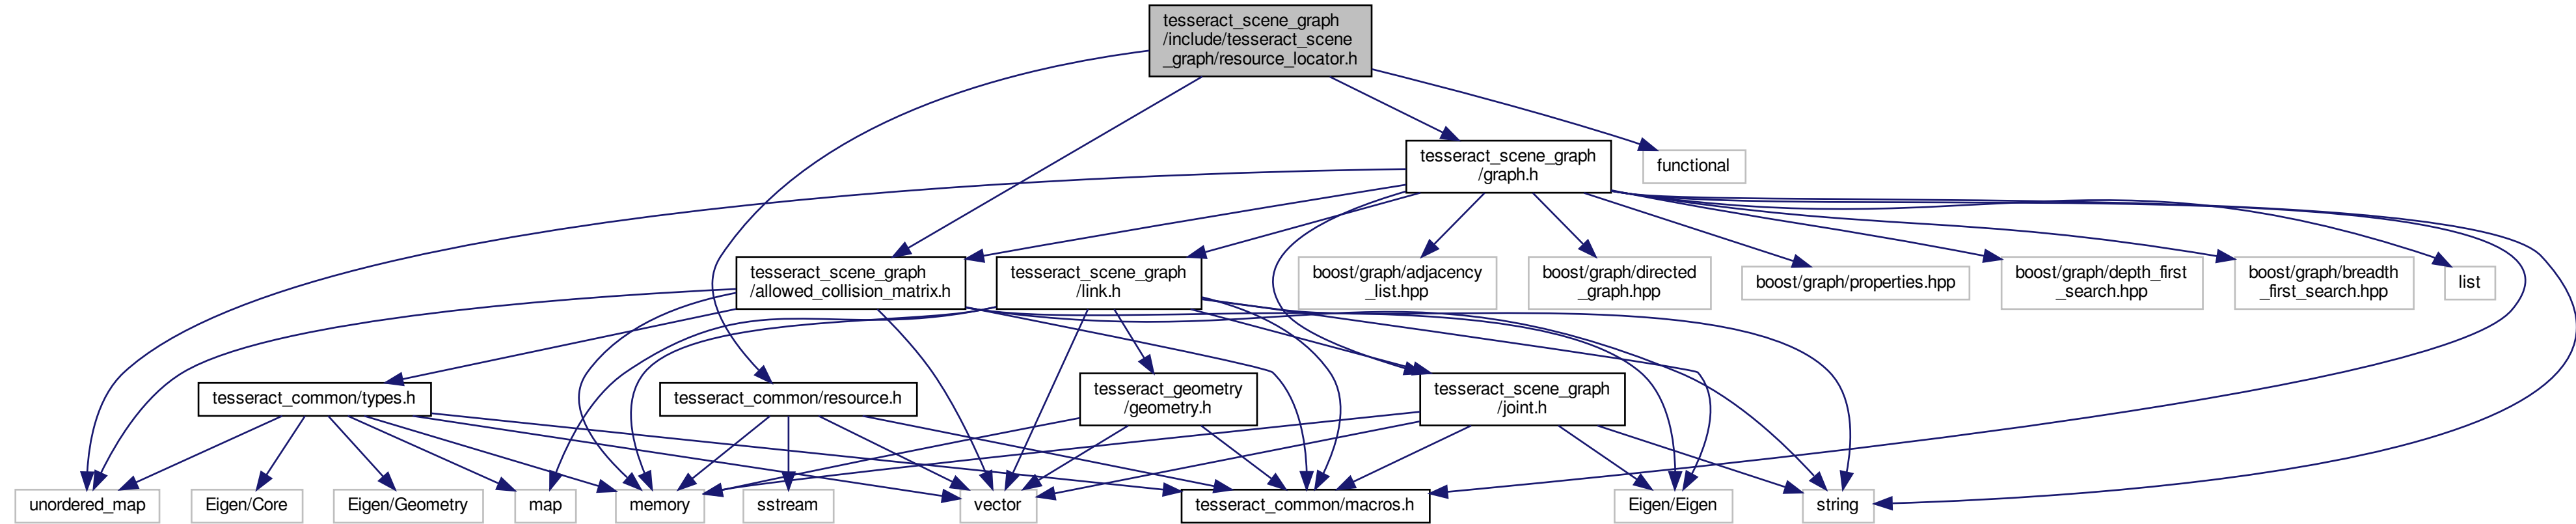 tesseract_scene_graph
/include/tesseract_scene
_graph/resource_locator.h
tesseract_scene_graph
/graph.h
functional
tesseract_scene_graph
/allowed_collision_matrix.h
tesseract_scene_graph
/link.h
boost/graph/adjacency
_list.hpp
boost/graph/directed
_graph.hpp
boost/graph/properties.hpp
boost/graph/depth_first
_search.hpp
boost/graph/breadth
_first_search.hpp
list
tesseract_common/types.h
tesseract_common/resource.h
tesseract_geometry
/geometry.h
tesseract_scene_graph
/joint.h
unordered_map
Eigen/Core
Eigen/Geometry
map
memory
sstream
vector
tesseract_common/macros.h
Eigen/Eigen
string